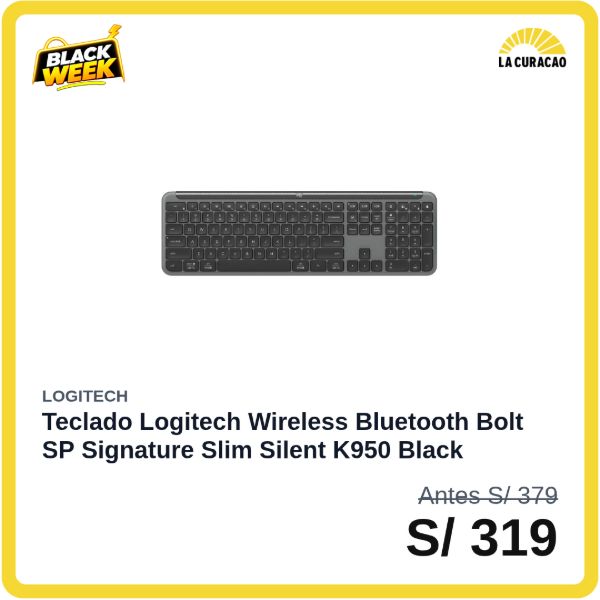 BLACK
WEEK
LA CURACAO
LOGITECH
Teclado Logitech Wireless Bluetooth Bolt
SP Signature Slim Silent K950 Black
Antes S/ 379
S/ 319